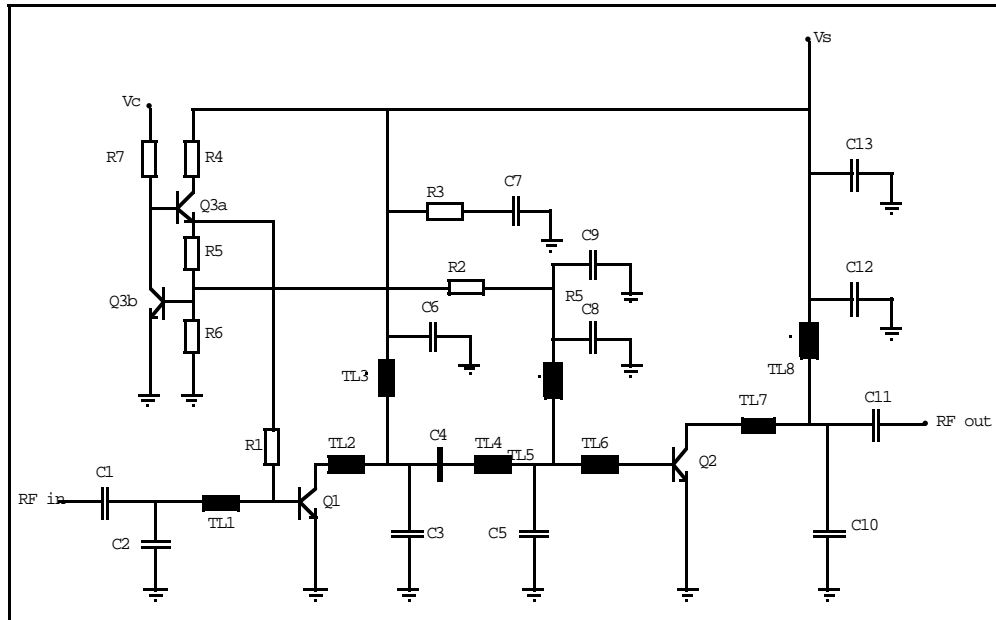 Vs
Vc
R7
R4
C13
R3
C7
Q3a
R5
C9
R2
Q3b
R5
C12
C6
C8
R6
TL3
TL8
TL7
C11
RF out
R1
TL2
C4
TL4
TL5
TL6
Q2
C1
RF in
Q1
TL1
C2
C3
C5
C10